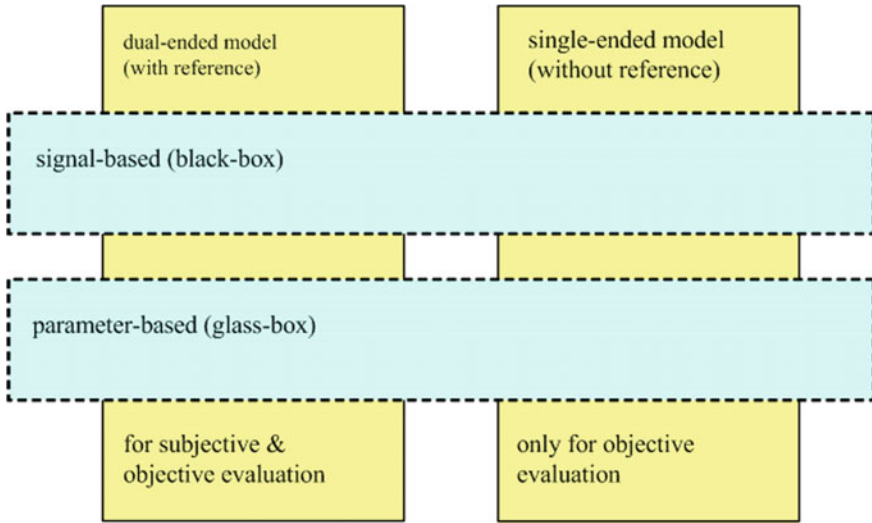 dual-ended model
(with reference)
single-ended model
(without reference)
signal-based (black-box)
parameter-based (glass-box)
for subjective &
objective evaluation
only for objective
evaluation